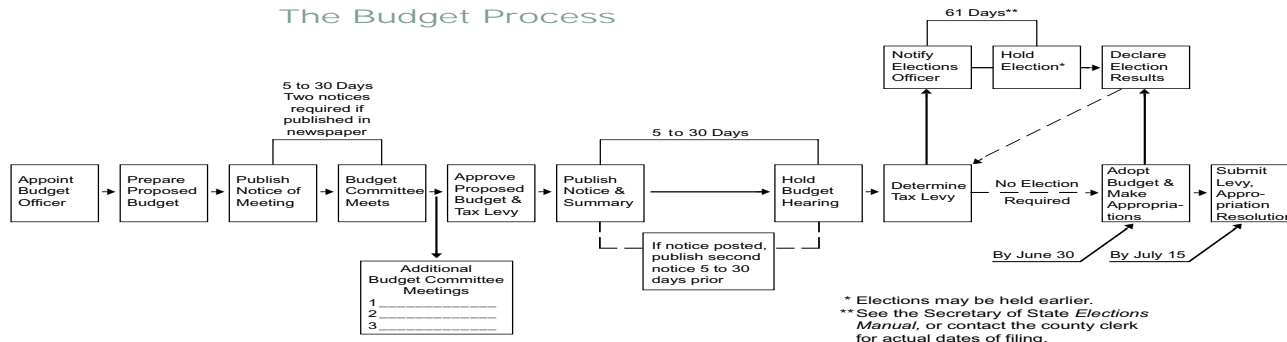 The Budget Process
61 Days**
Notify
Elections
Officer
Hold
Election*
Declare
Election
Results
5 to 30 Days
Two notices
required if
published in
newspaper
5 to 30 Days
Appoint
Budget
Officer
Prepare
Proposed
Budget
Publish
Notice of
Meeting
Budget
Committee
Meets
Approve
Proposed
Budget &
Tax Levy
Publish
Notice &
Summary
Hold
Budget
Hearing
Determine
Tax Levy
No Election
Required
Adopt
Budget &
Make
Appropria-
tions
Submit
Levy,
Appro-
priation
Resolution
If notice posted,
publish second
notice 5 to 30
days prior
By June 30
By July 15
Additional
Budget Committee
Meetings
1_____________
2_____________
3_____________
* Elections may be held earlier.
** See the Secretary of State Elections
Manual, or contact the county clerk
for actual dates of filing.